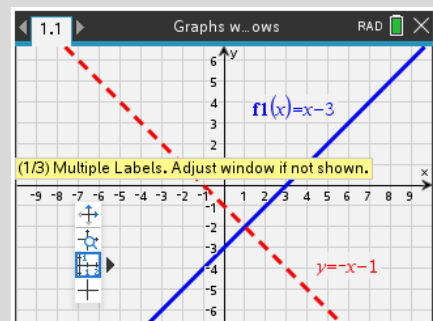 1.1 Graphs w...ows RAD
y
6
5
4
3
2
f1(x)=x−3
(1/3) Multiple Labels. Adjust window if not shown.
x
-9 -8 -7 -6 -5 -4 -3 -2 -1 1 2 3 4 5 6 7 8 9
-1
-2
-3
-4
-5
-6
y=−x−1